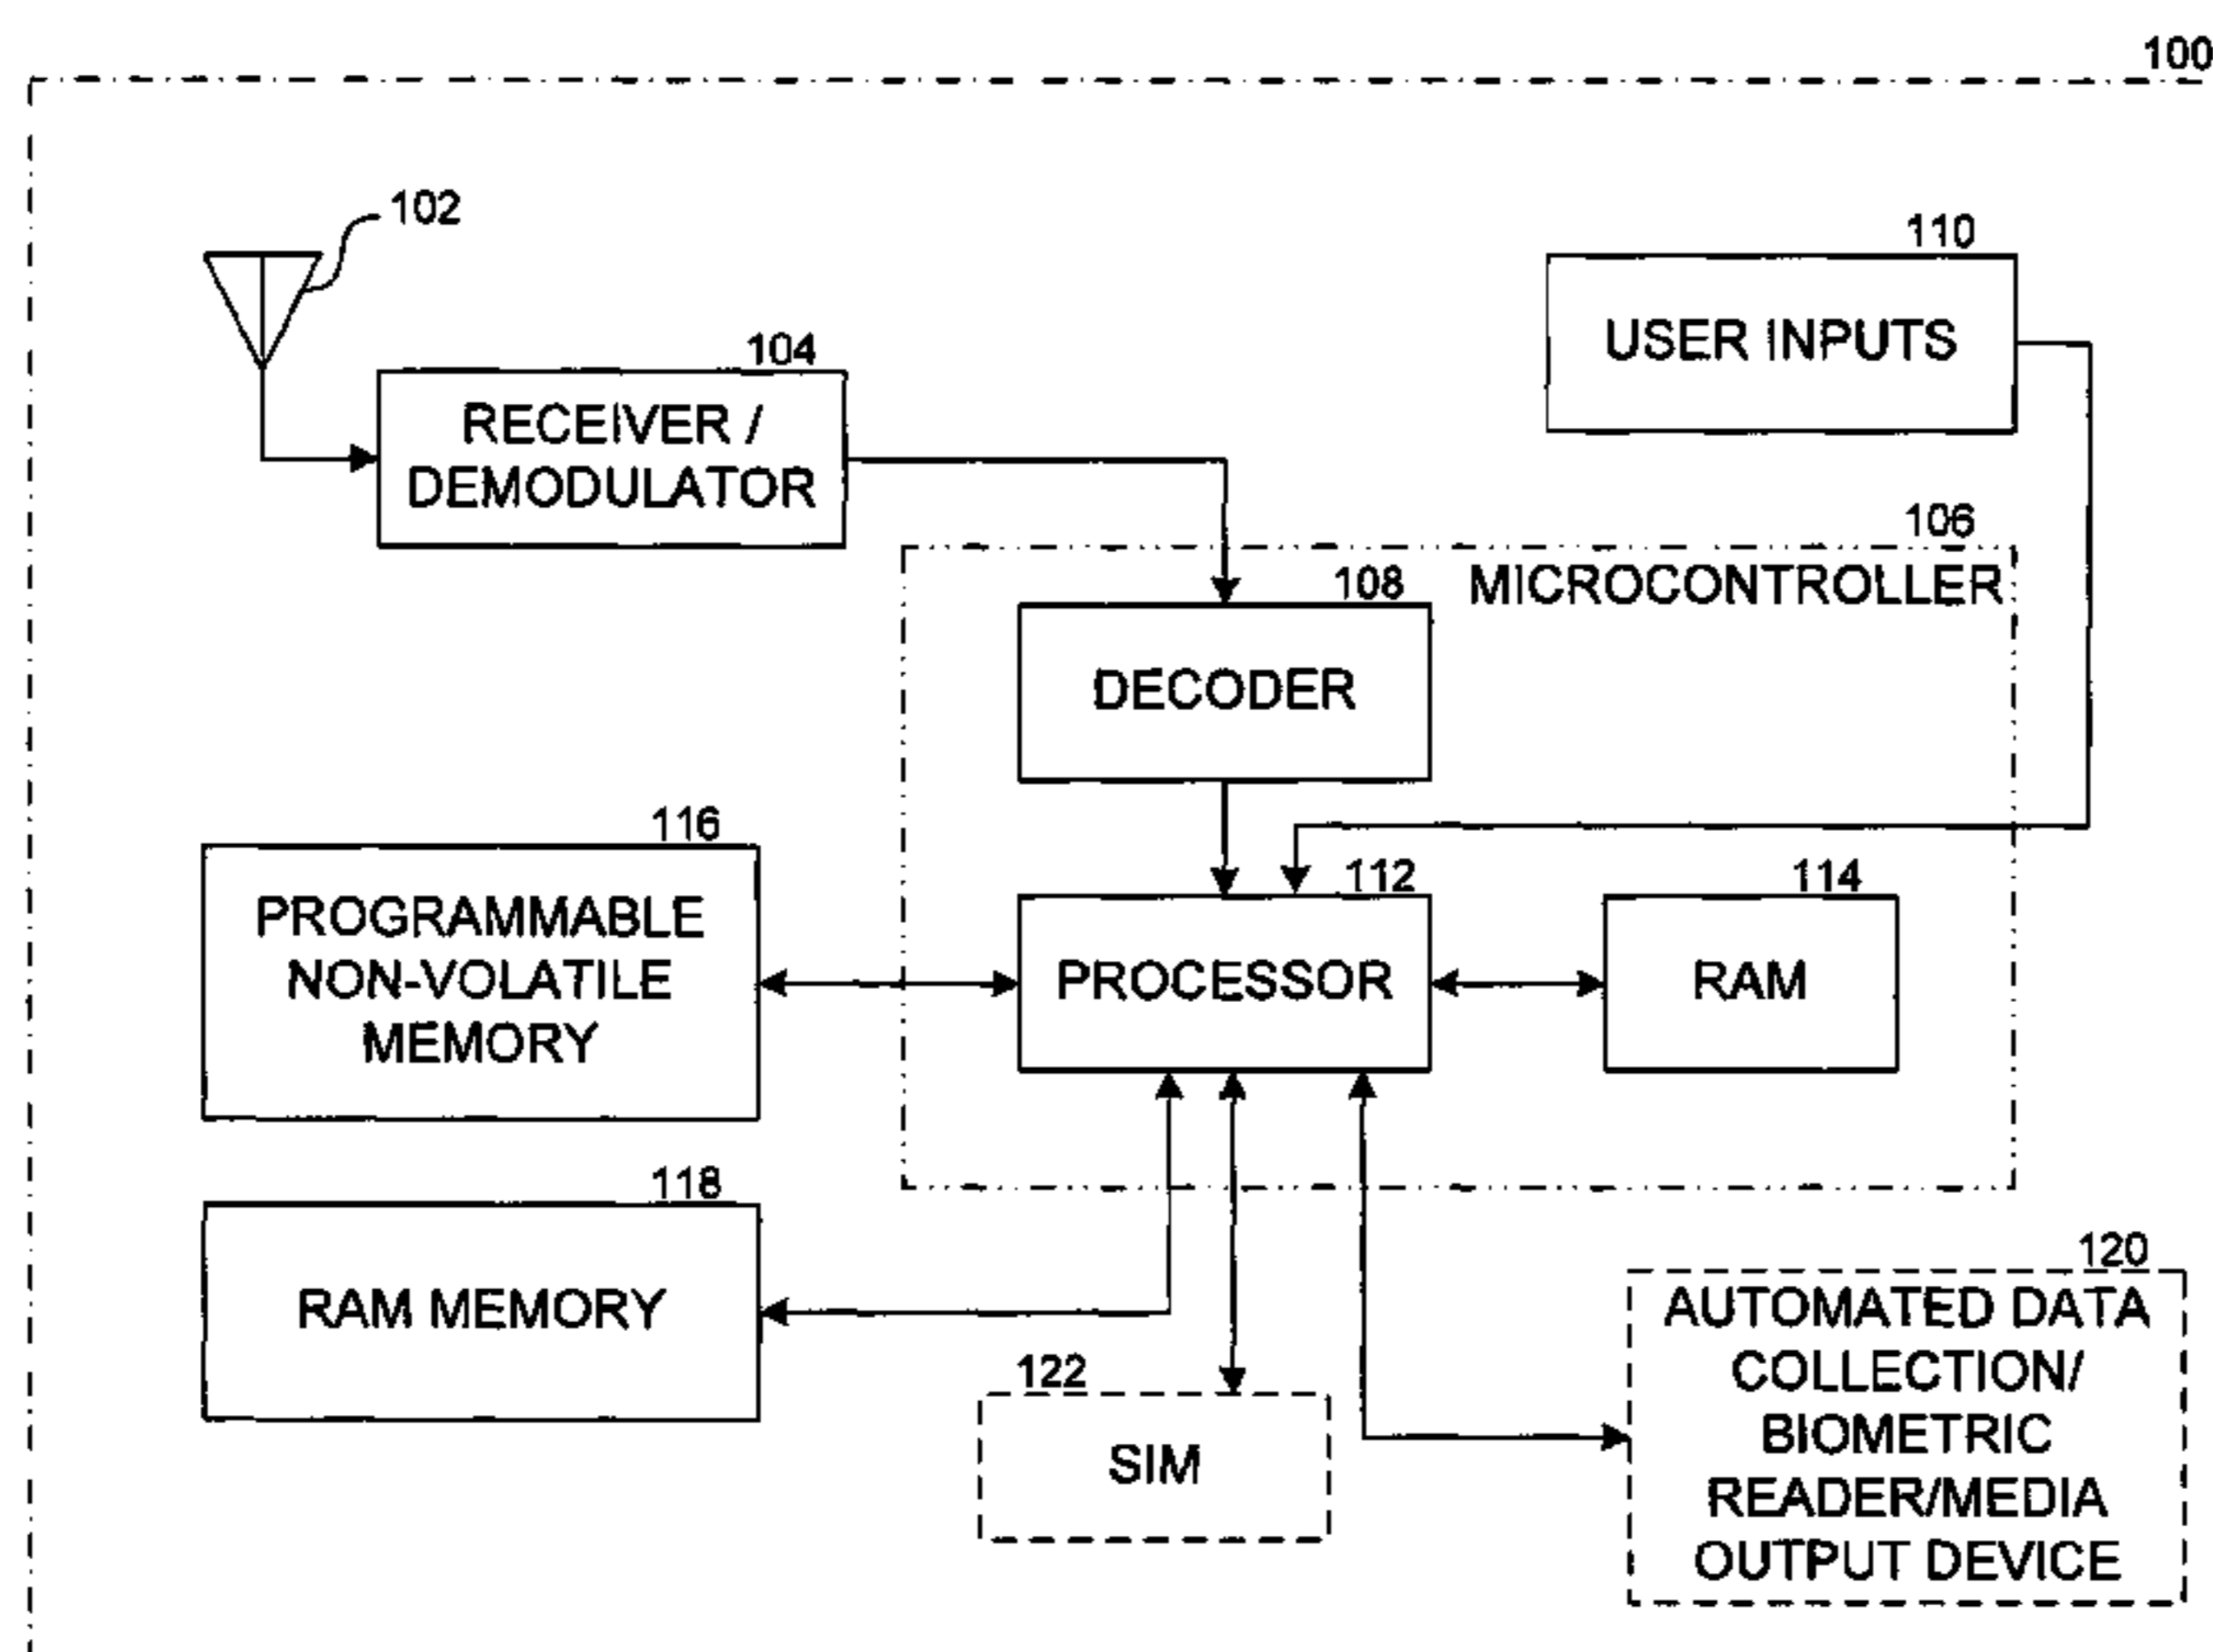 100
102
110
USER INPUTS
104
RECEIVER /
DEMODULATOR
106
MICROCONTROLLER
108
DECODER
116
PROGRAMMABLE
NON-VOLATILE
MEMORY
112
PROCESSOR
114
RAM
118
RAM MEMORY
122
SIM
120
AUTOMATED DATA
COLLECTION/
BIOMETRIC
READER/MEDIA
OUTPUT DEVICE